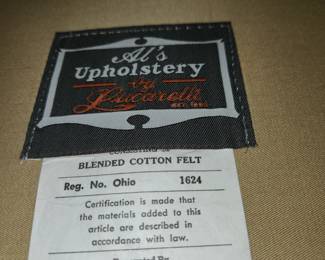 Al's
Upholstery
by
Lucarelli
BLENDED COTTON FELT
Reg. No. Ohio 1624
Certification is made that
the materials added to this
article are described in
accordance with law.